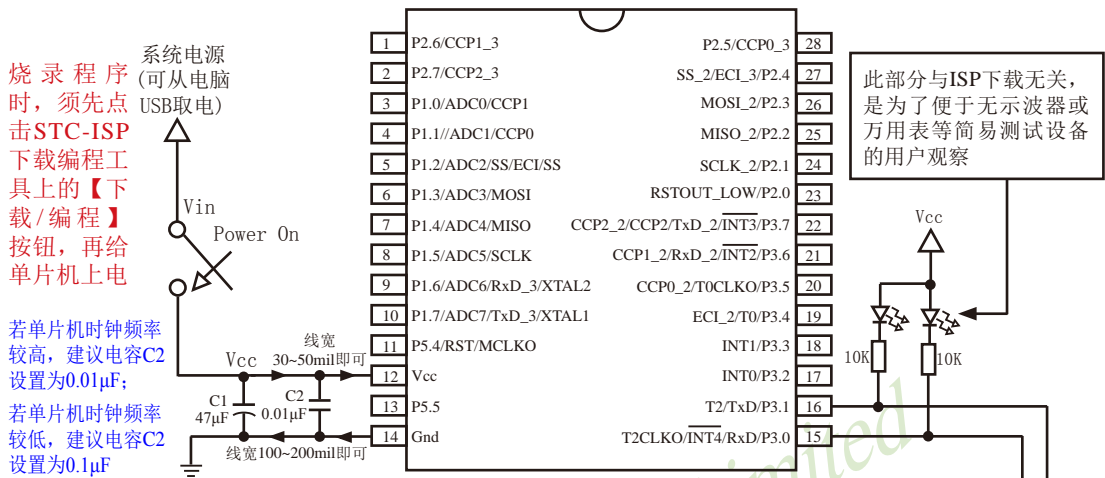 烧录程序
时，须先点
击STC-ISP
下载编程工
具上的【下
载/编程】
按钮，再给
单片机上电
若单片机时钟频率
较高，建议电容C2
设置为0.01μF；
若单片机时钟频率
较低，建议电容C2
设置为0.1μF
系统电源
(可从电脑
USB取电)
Vin
Power On
Vcc
线宽
30~50mil即可
C1
47μF
C2
0.01μF
线宽100~200mil即可
1 P2.6/CCP1_3
2 P2.7/CCP2_3
3 P1.0/ADC0/CCP1
4 P1.1//ADC1/CCP0
5 P1.2/ADC2/SS/ECI/SS
6 P1.3/ADC3/MOSI
7 P1.4/ADC4/MISO
8 P1.5/ADC5/SCLK
9 P1.6/ADC6/RxD_3/XTAL2
10 P1.7/ADC7/TxD_3/XTAL1
11 P5.4/RST/MCLKO
12 Vcc
13 P5.5
14 Gnd
P2.5/CCP0_3 28
SS_2/ECI_3/P2.4 27
MOSI_2/P2.3 26
MISO_2/P2.2 25
SCLK_2/P2.1 24
RSTOUT_LOW/P2.0 23
CCP2_2/CCP2/TxD_2/INT3/P3.7 22
CCP1_2/RxD_2/INT2/P3.6 21
CCP0_2/T0CLKO/P3.5 20
ECI_2/T0/P3.4 19
INT1/P3.3 18
INT0/P3.2 17
T2/TxD/P3.1 16
T2CLKO/INT4/RxD/P3.0 15
此部分与ISP下载无关，
是为了便于无示波器或
万用表等简易测试设备
的用户观察
Vcc
10K
10K
imited